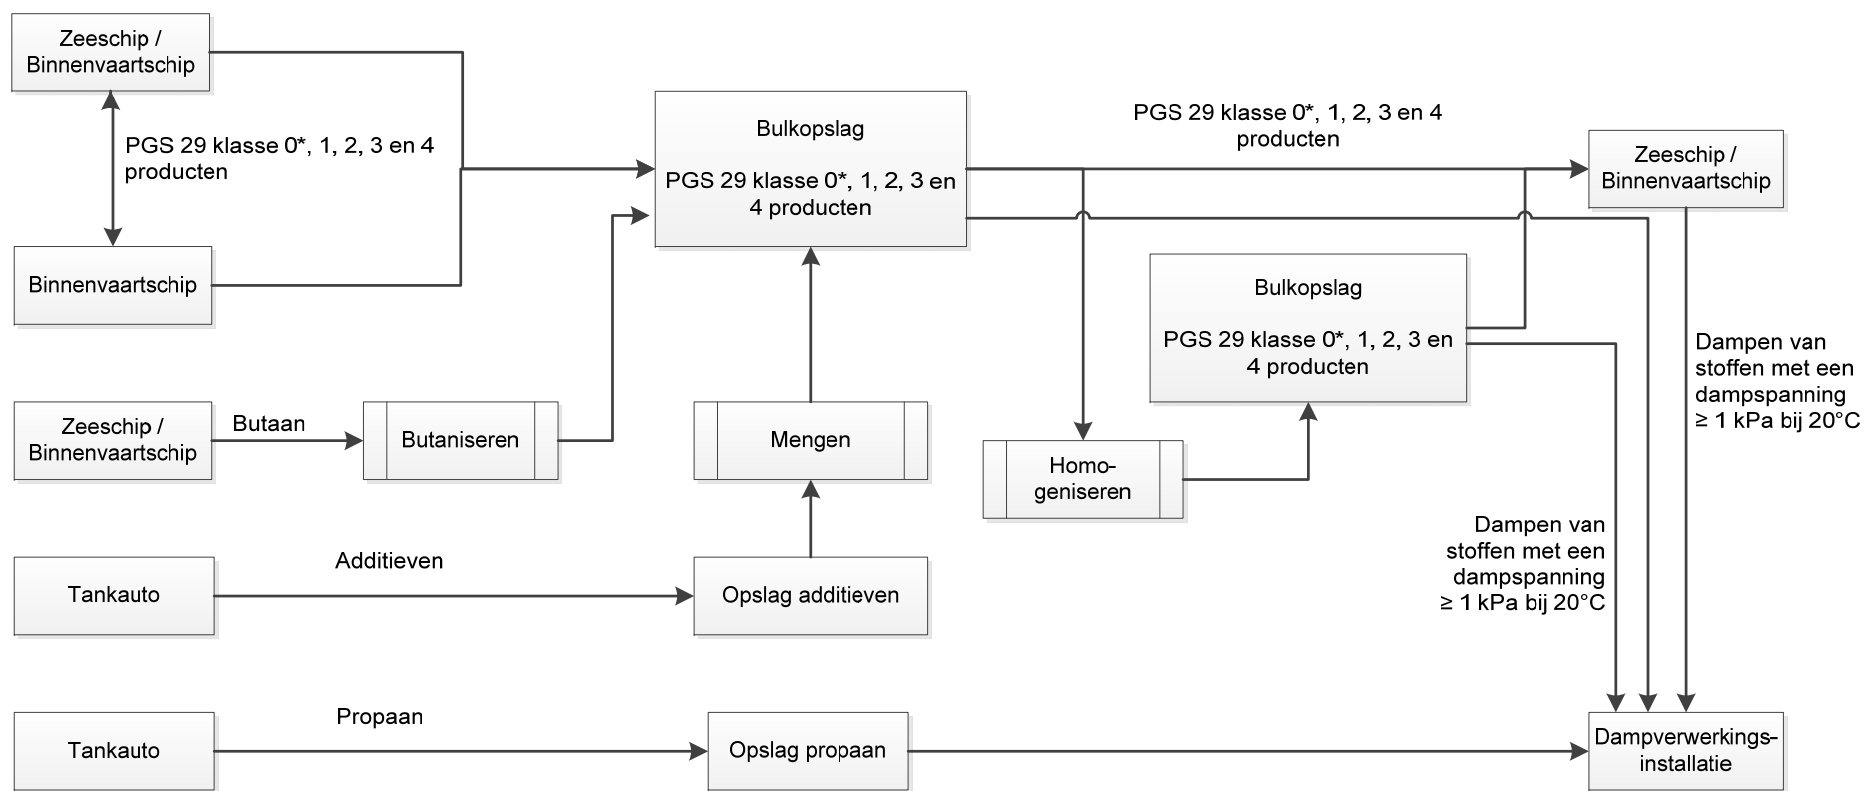 Zeeschip /
Binnenvaartschip
PGS 29 klasse 0*, 1, 2, 3 en 4
producten
Binnenvaartschip
Zeeschip /
Binnenvaartschip
Butaan
Butaniseren
Tankauto
Additieven
Opslag additieven
Mengen
Tankauto
Propaan
Opslag propaan
Bulkopslag
PGS 29 klasse 0*, 1, 2, 3 en
4 producten
PGS 29 klasse 0*, 1, 2, 3 en 4
producten
Zeeschip /
Binnenvaartschip
Bulkopslag
PGS 29 klasse 0*, 1, 2, 3 en
4 producten
Homo-
geniseren
Dampen van
stoffen met een
dampspanning
≥ 1 kPa bij 20°C
Dampen van
stoffen met een
dampspanning
≥ 1 kPa bij 20°C
Dampverwerkings-
installatie